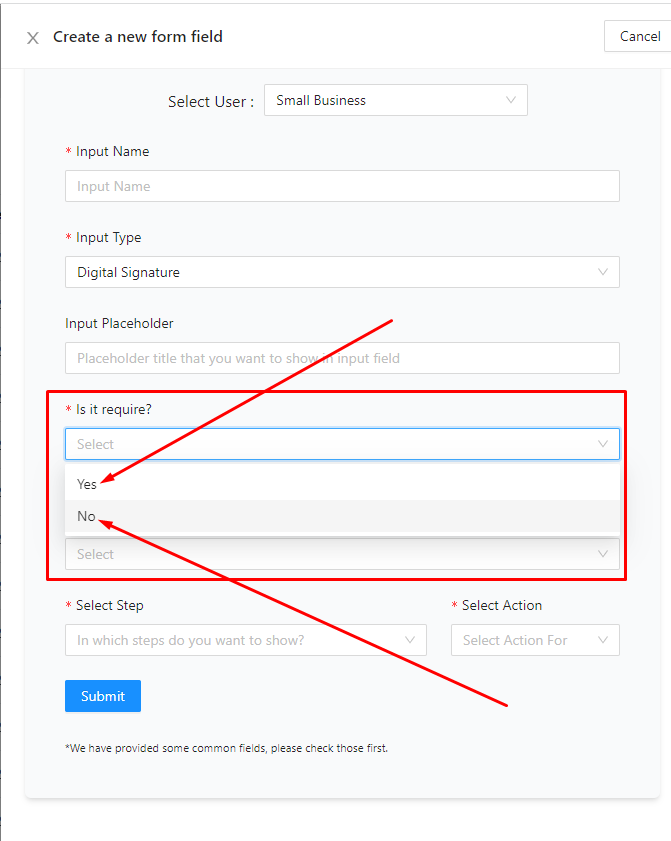 Create a new form field
Cancel
Select User :
Small Business
* Input Name
Input Name
* Input Type
Digital Signature
Input Placeholder
Placeholder title that you want to show in input field
* Is it require?
Select
Yes
No
Select
* Select Step
* Select Action
In which steps do you want to show?
Select Action For
Submit
*We have provided some common fields, please check those first.